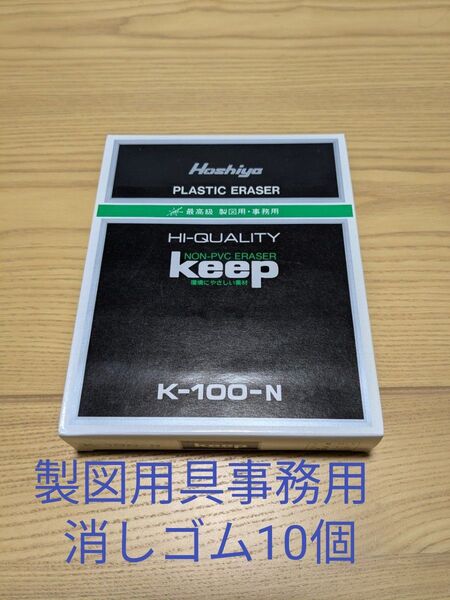 Hoshiya
PLASTIC ERASER
最高級 製図用・事務用
HI-QUALITY
NON-PVC ERASER
keep
環境にやさしい素材
K-100-N
keep
製図用具事務用
消しゴム10個